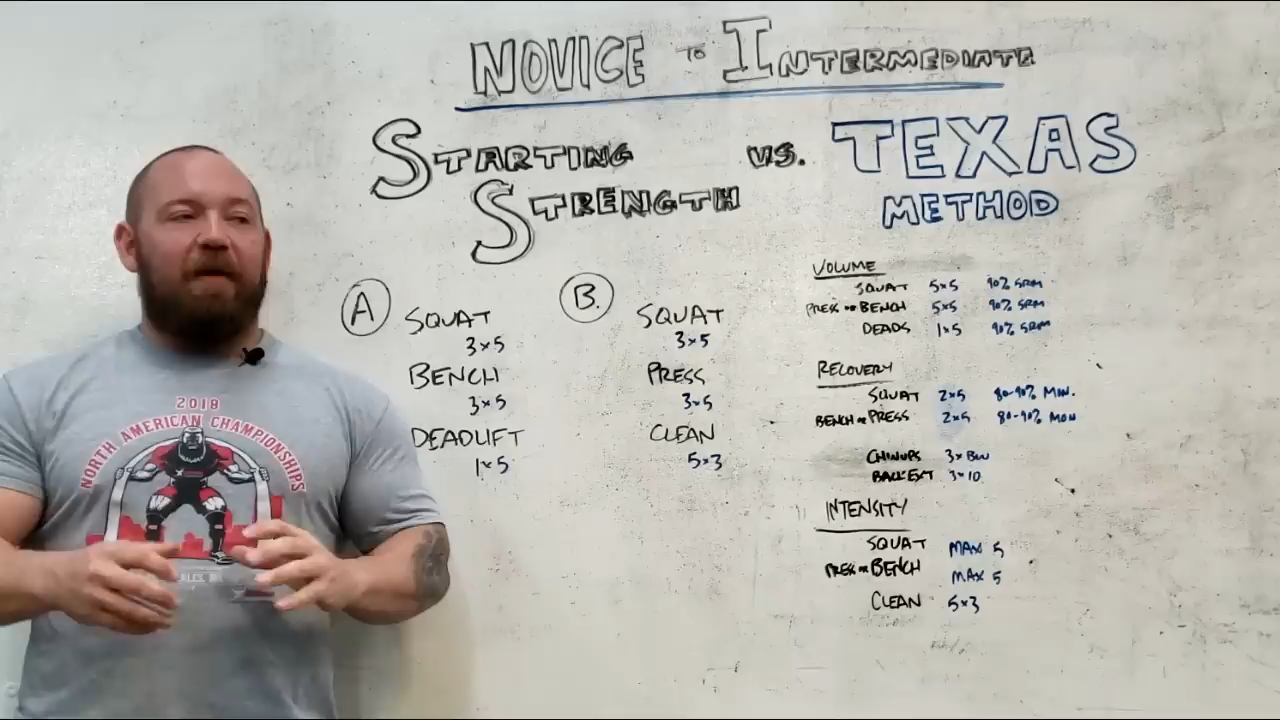 NOVICE TO INTERMEDIATE
STARTING
STRENGTH
VS.
TEXAS
METHOD
A
SQUAT
3×5
BENCH
3×5
DEADLIFT
1×5
B.
SQUAT
3×5
PRESS
3×5
CLEAN
5×3
VOLUME
SQUAT 5×5 90% 5RM
PRESS OR BENCH 5×5 90% 5RM
DEADS 1×5 90% 5RM
RECOVERY
SQUAT 2×5 80-90% MON.
BENCH OR PRESS 2×5 80-90% MON
CHINUPS 3×BW
BACK EXT 3×10
INTENSITY
SQUAT MAX 5
PRESS OR BENCH MAX 5
CLEAN 5×3
2018
NORTH AMERICAN CHAMPIONSHIPS